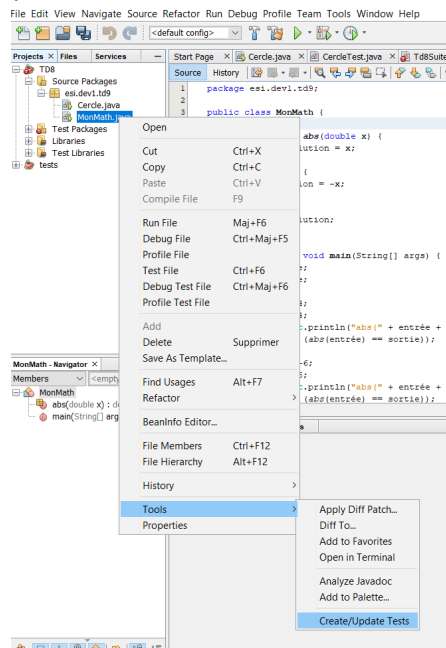 File Edit View Navigate Source Refactor Run Debug Profile Team Tools Window Help
<default config>
Projects × Files Services
Start Page × Cercle.java × CercleTest.java × Td8Suite
Source History
TD8
Source Packages
esi.dev1.td9
Cercle.java
MonMath.java
Test Packages
Libraries
Test Libraries
tests
1 package esi.dev1.td9;
2
3 public class MonMath {
abs(double x) {
lution = x;
{
ion = -x;
lution;
void main(String[] args) {
.println("abs(" + entrée +
(abs(entrée) == sortie));
-6;
.println("abs(" + entrée +
(abs(entrée) == sortie));
Open
Cut Ctrl+X
Copy Ctrl+C
Paste Ctrl+V
Compile File F9
Run File Maj+F6
Debug File Ctrl+Maj+F5
Profile File
Test File Ctrl+F6
Debug Test File Ctrl+Maj+F6
Profile Test File
Add
Delete Supprimer
Save As Template...
Find Usages Alt+F7
Refactor
BeanInfo Editor...
File Members Ctrl+F12
File Hierarchy Alt+F12
History
Tools
Properties
MonMath - Navigator ×
Members <empty
MonMath
abs(double x) : d
main(String[] arg
Apply Diff Patch...
Diff To...
Add to Favorites
Open in Terminal
Analyze Javadoc
Add to Palette...
Create/Update Tests